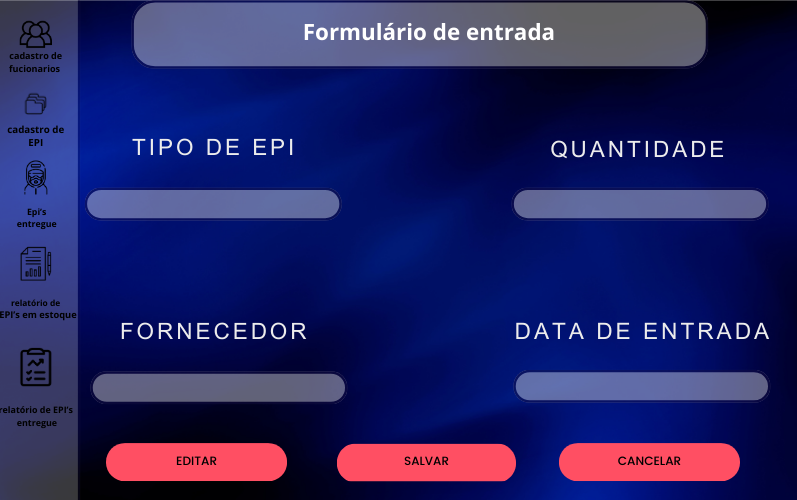 Formulário de entrada
cadastro de
fucionarios
cadastro de
EPI
Epi's
entregue
relatório de
EPI's em estoque
relatório de EPI's
entregue
TIPO DE EPI
QUANTIDADE
FORNECEDOR
DATA DE ENTRADA
EDITAR
SALVAR
CANCELAR